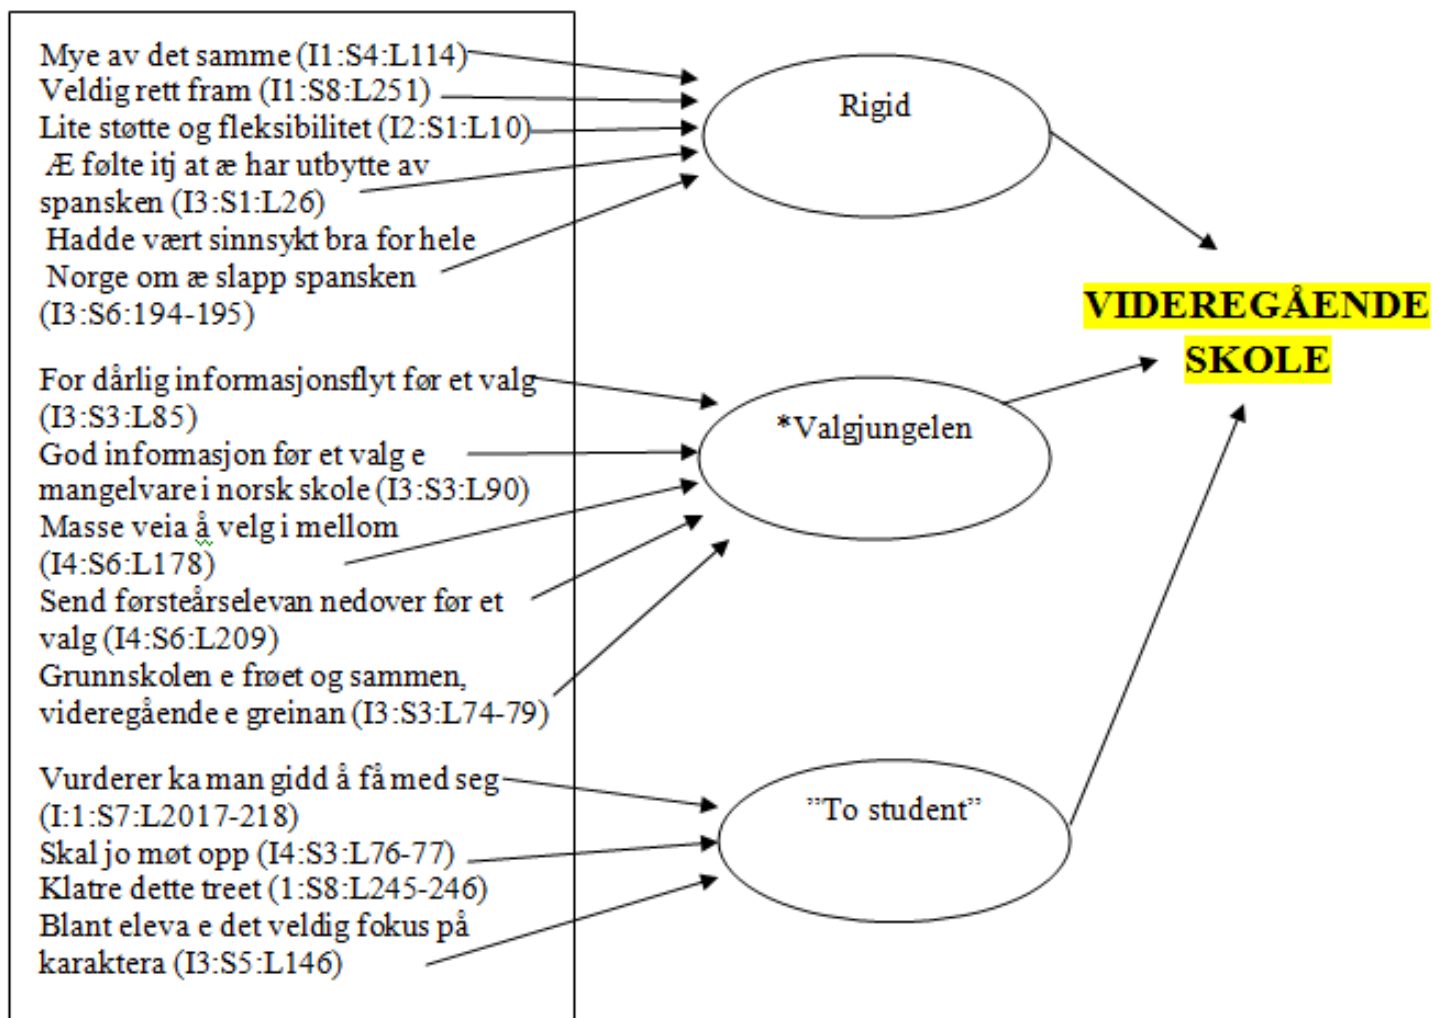 Mye av det samme (I1:S4:L114)
Veldig rett fram (I1:S8:L251)
Lite støtte og fleksibilitet (I2:S1:L10)
Æ følte itj at æ har utbytte av
spansken (I3:S1:L26)
Hadde vært sinnsykt bra for hele
Norge om æ slapp spansken
(I3:S6:194-195)
For dårlig informasjonsflyt før et valg
(I3:S3:L85)
God informasjon før et valg e
mangelvare i norsk skole (I3:S3:L90)
Masse veia å velg i mellom
(I4:S6:L178)
Send førsteårselevan nedover før et
valg (I4:S6:L209)
Grunnskolen e frøet og sammen,
videregående e greinan (I3:S3:L74-79)
Vurderer ka man gidd å få med seg
(I:1:S7:L2017-218)
Skal jo møt opp (I4:S3:L76-77)
Klatre dette treet (1:S8:L245-246)
Blant eleva e det veldig fokus på
karaktera (I3:S5:L146)
Rigid
*Valgjungelen
”To student”
VIDEREGÅENDE
SKOLE